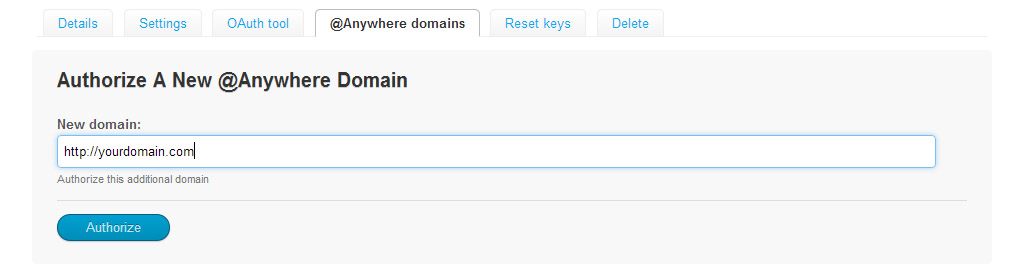 Details Settings OAuth tool @Anywhere domains Reset keys Delete
Authorize A New @Anywhere Domain
New domain:
http://yourdomain.com
Authorize this additional domain
Authorize